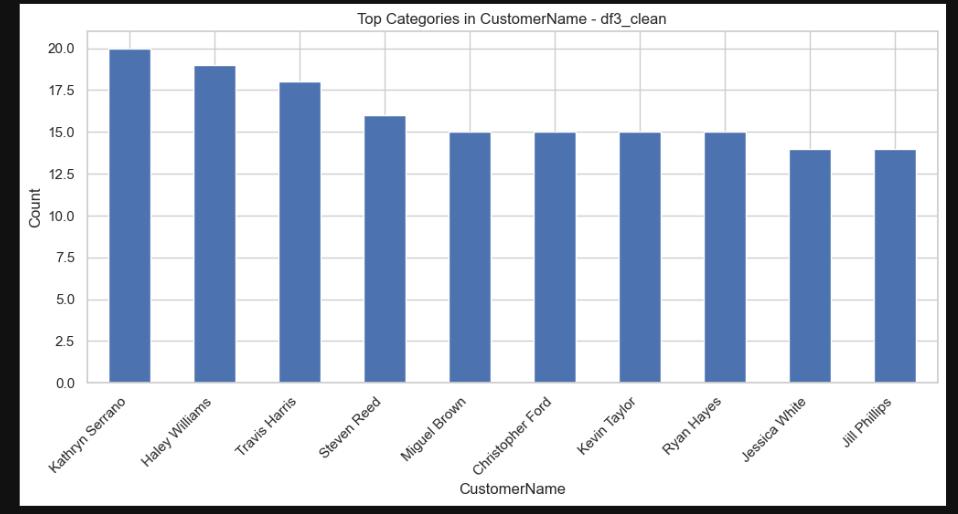 Top Categories in CustomerName - df3_clean
20.0
17.5
15.0
12.5
10.0
7.5
5.0
2.5
0.0
Count
Kathryn Serrano
Haley Williams
Travis Harris
Steven Reed
Miguel Brown
Christopher Ford
Kevin Taylor
Ryan Hayes
Jessica White
Jill Phillips
CustomerName